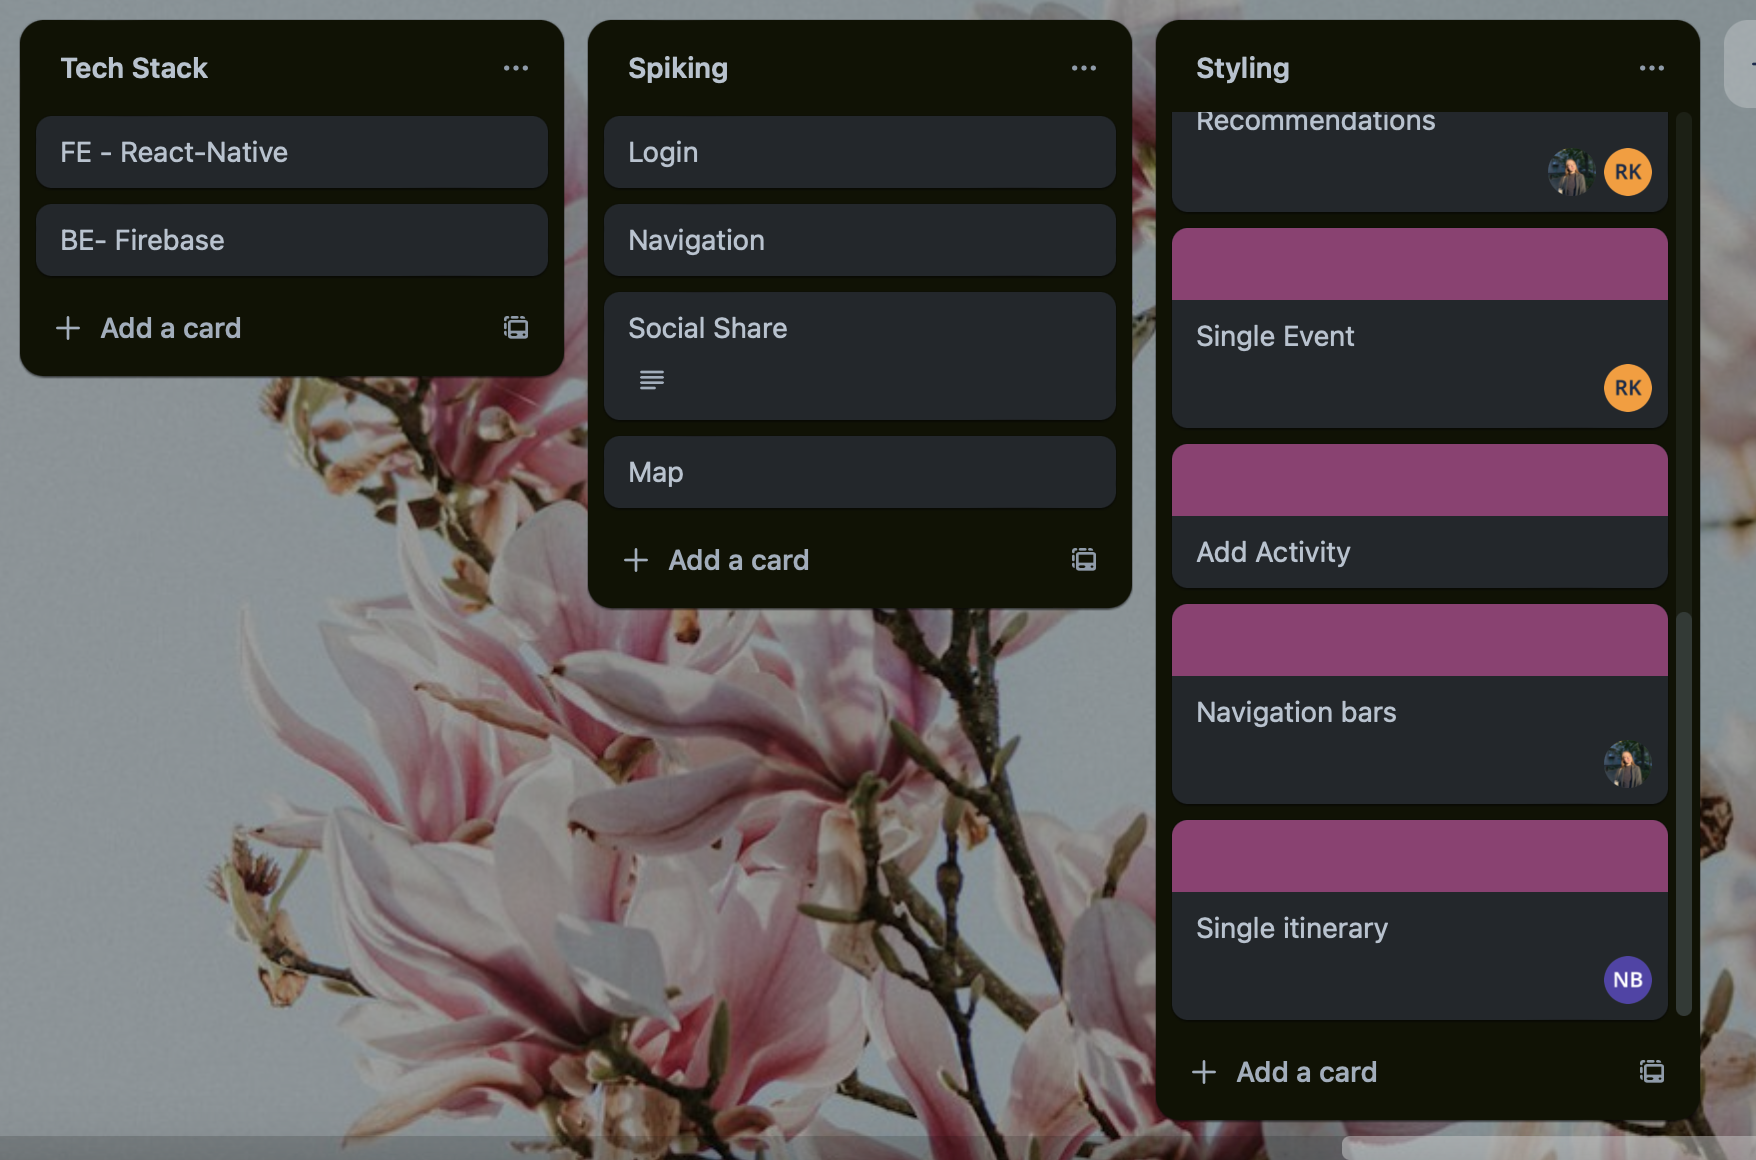 Tech Stack
FE - React-Native
BE- Firebase
Add a card
Spiking
Login
Navigation
Social Share
Map
Add a card
Styling
Recommendations
RK
Single Event
RK
Add Activity
Navigation bars
Single itinerary
NB
Add a card